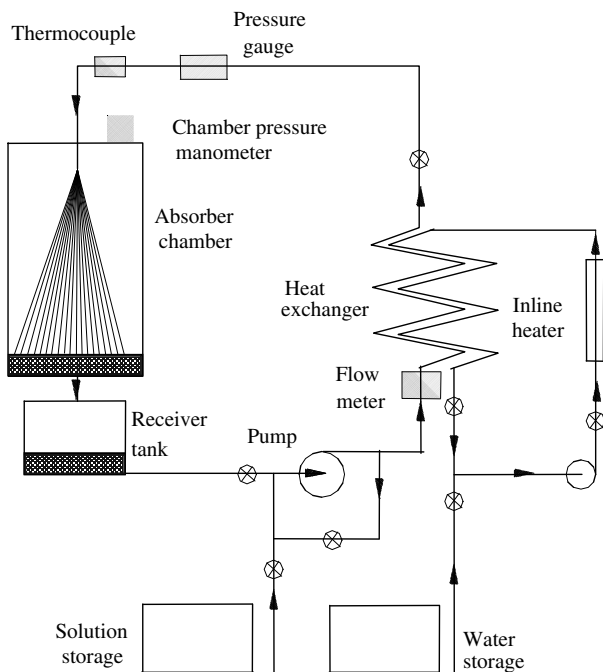 Pressure
gauge
Thermocouple
Chamber pressure
manometer
Absorber
chamber
Heat
exchanger
Inline
heater
Flow
meter
Receiver
tank
Pump
Solution
storage
Water
storage